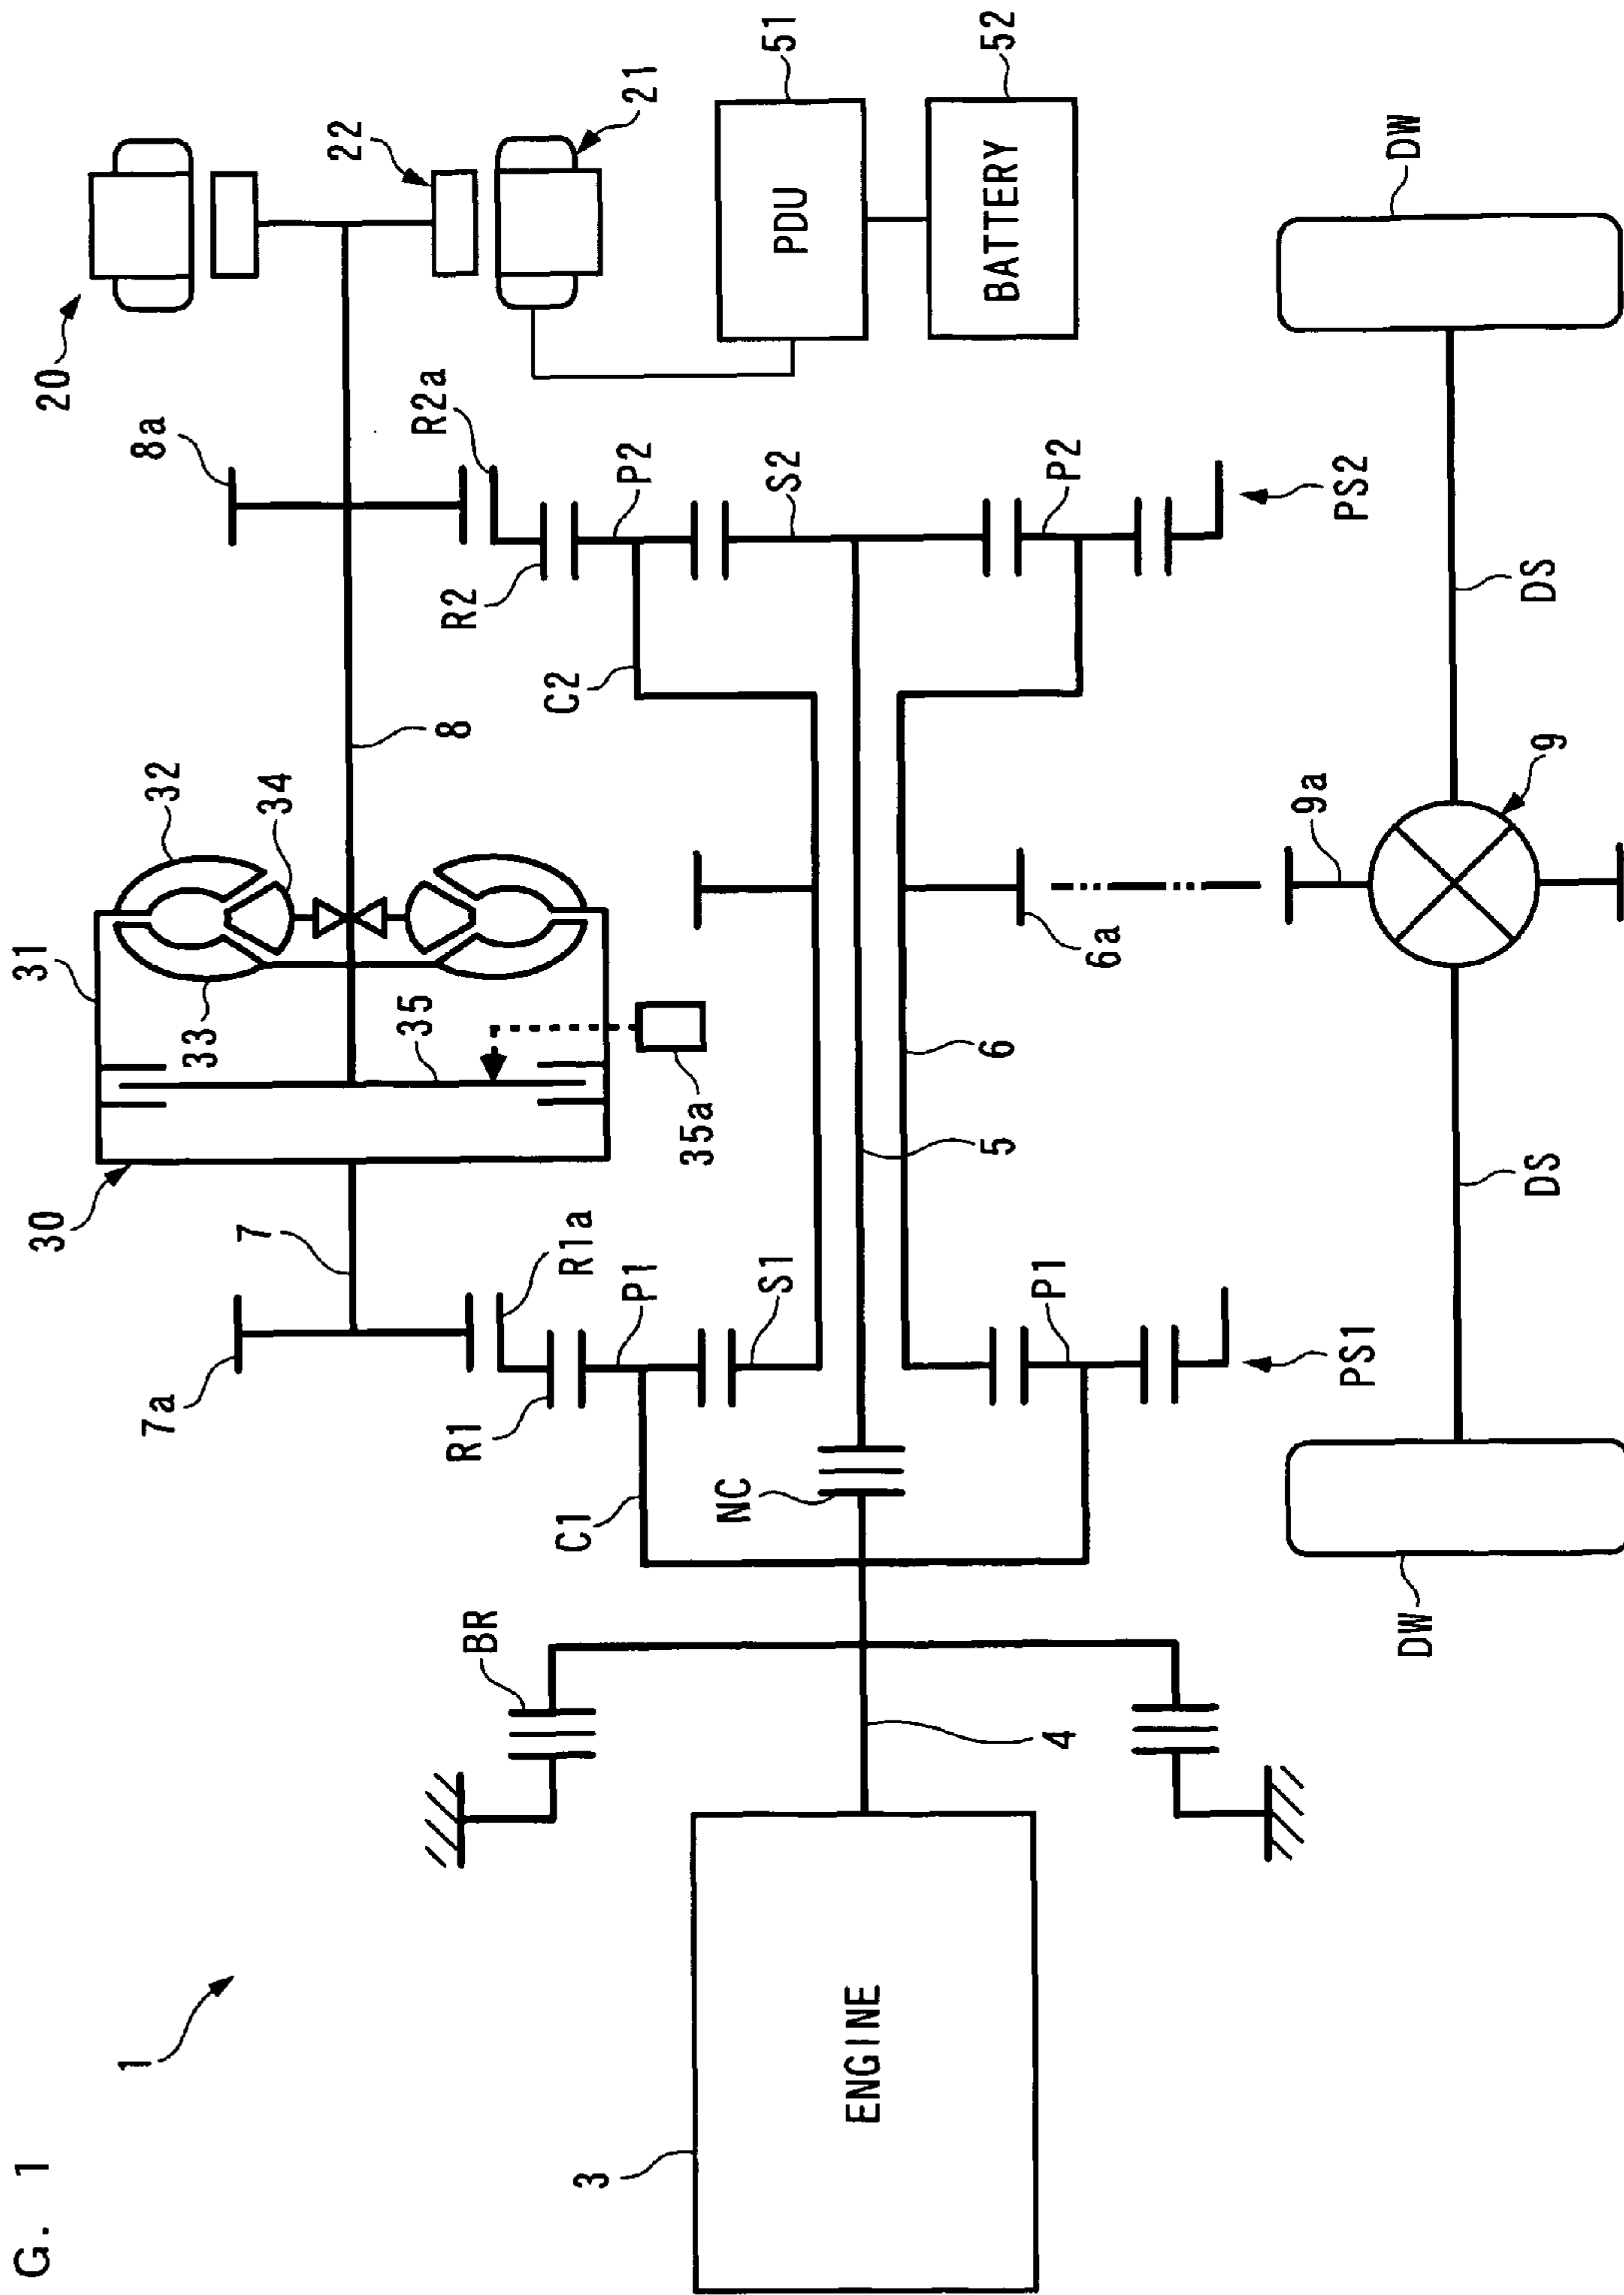 G. 1
1
3
ENGINE
4
BR
DW
C1
NC
R1
PS1
7a
P1
S1
P1
R1a
7
30
DS
5
35a
6
35
33
31
6a
9a
9
34
32
8
C2
DS
R2
PS2
P2
S2
P2
8a
R2a
20
22
21
PDU
51
BATTERY
52
DW